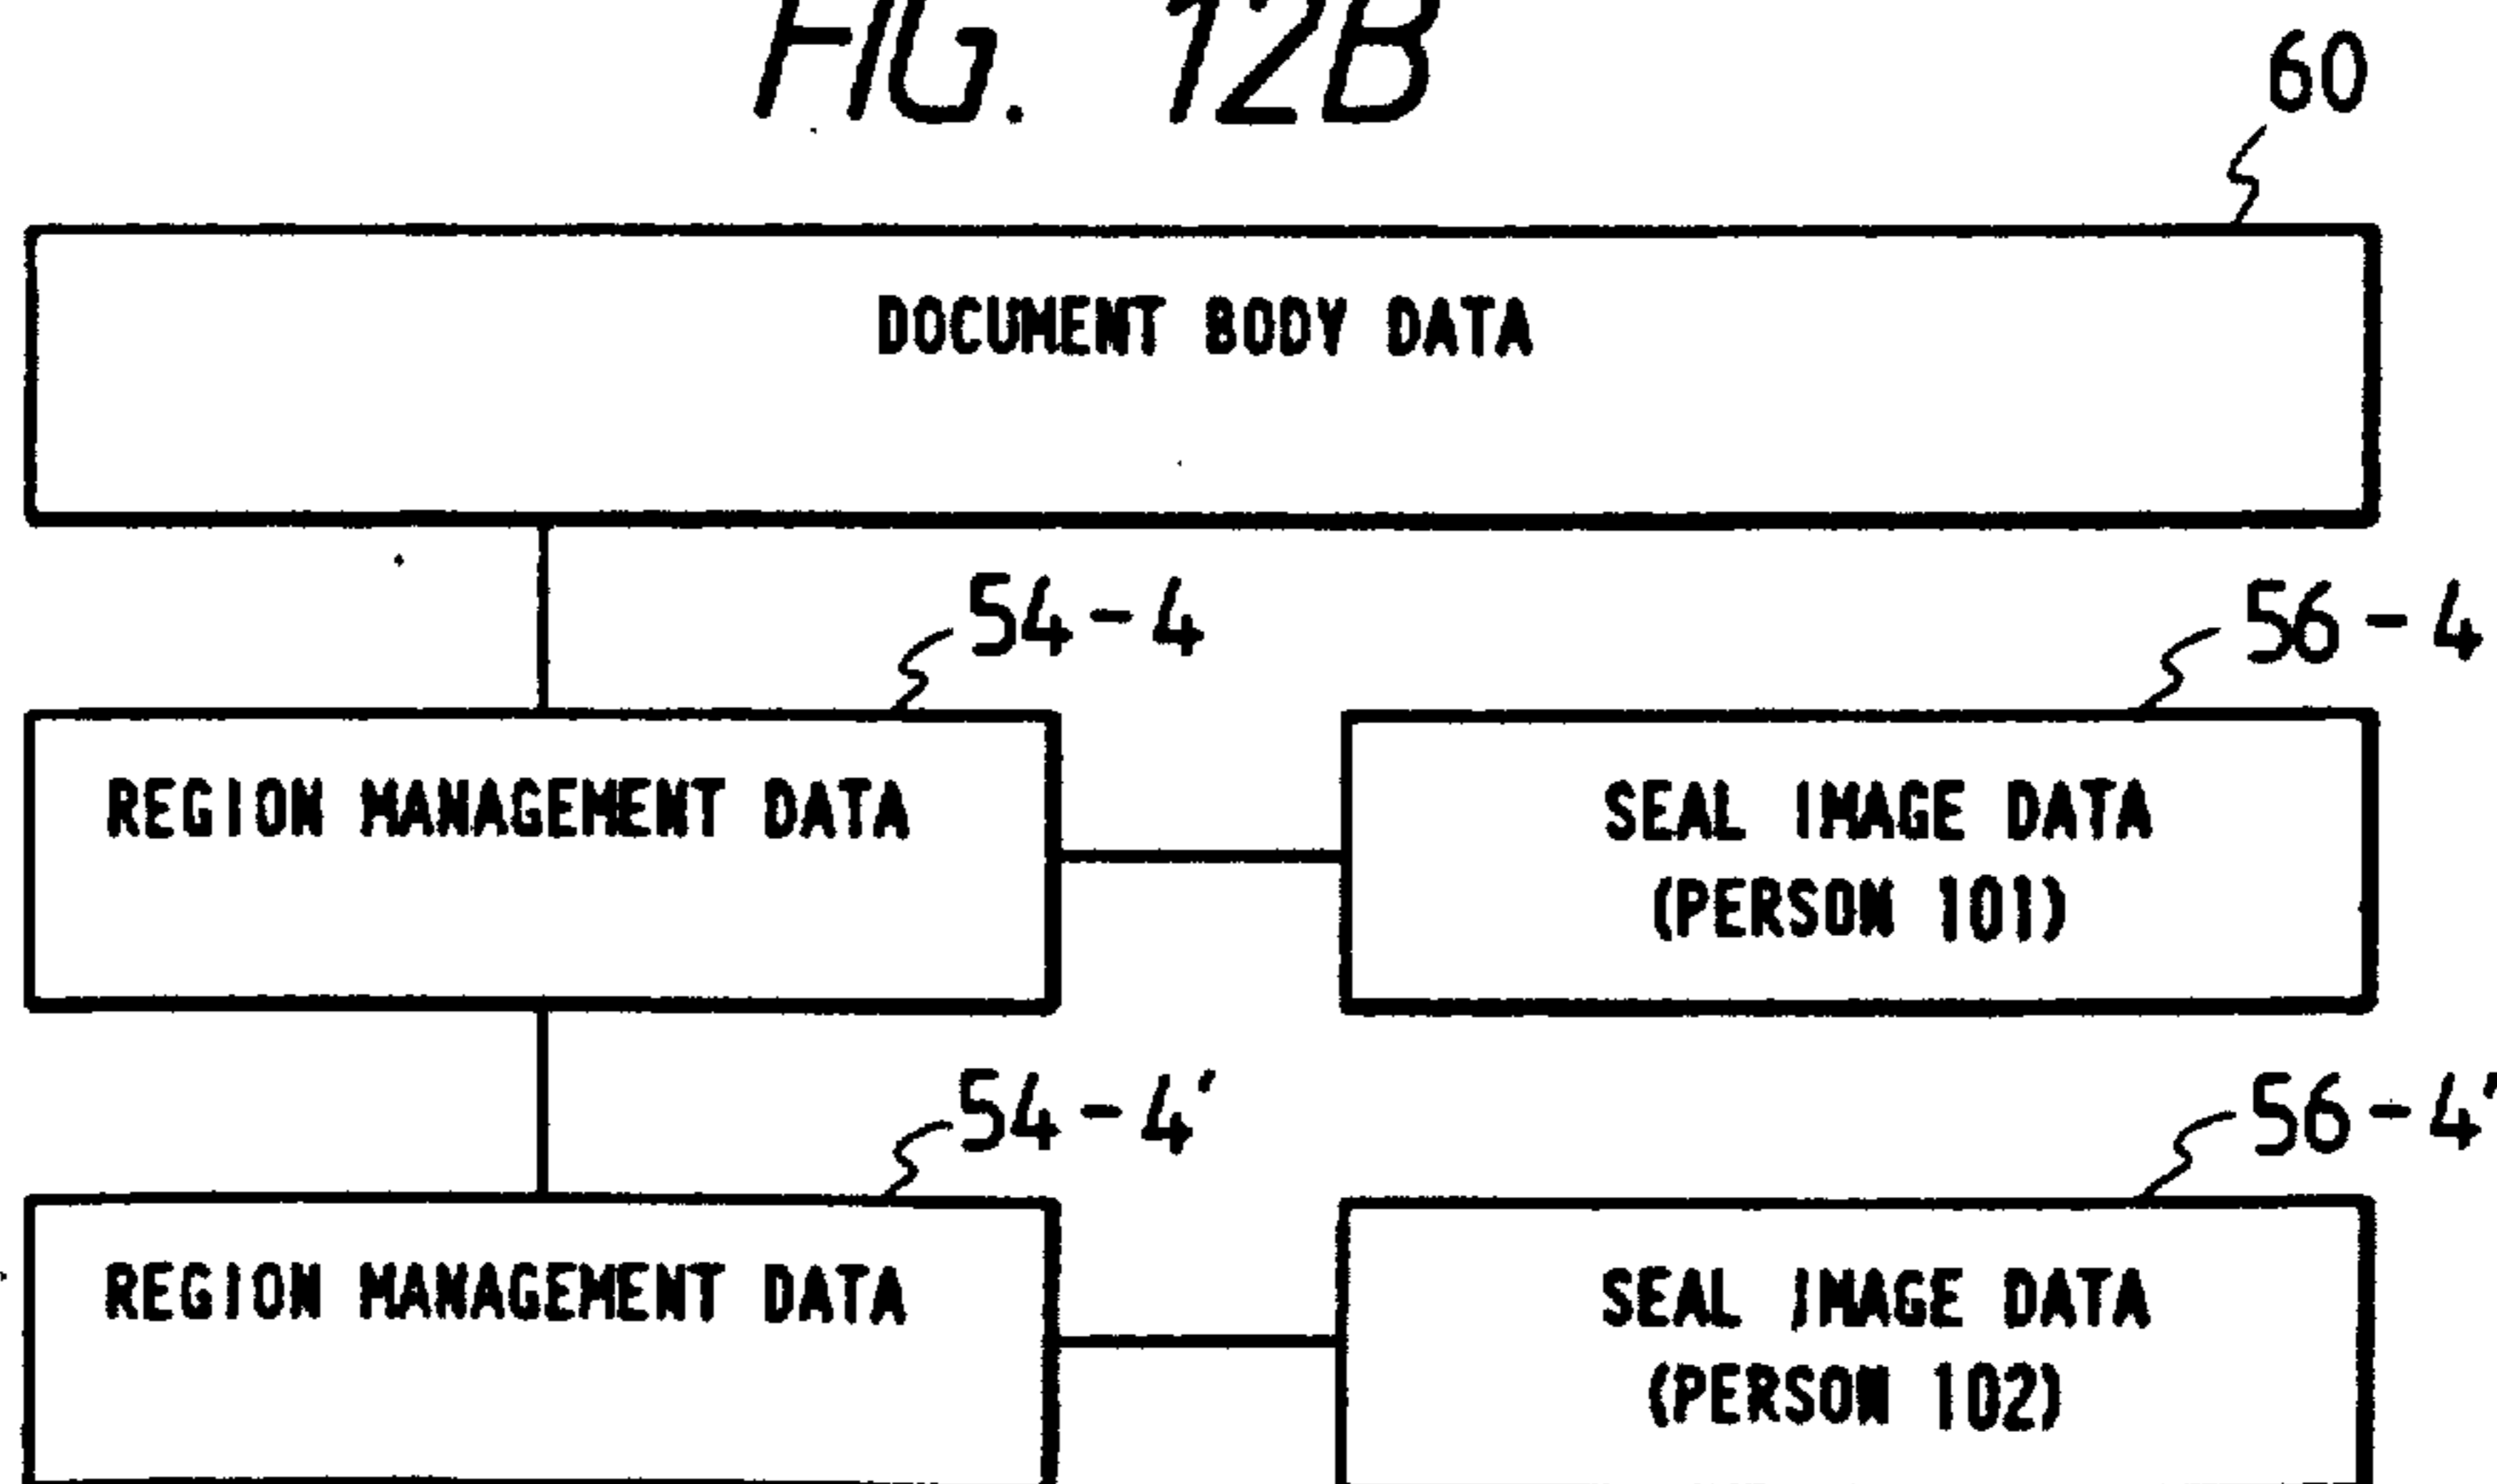 FIG. 12B
60
DOCUMENT BODY DATA
54-4
56-4
REGION MANAGEMENT DATA
SEAL IMAGE DATA
(PERSON 101)
54-4'
56-4'
REGION MANAGEMENT DATA
SEAL IMAGE DATA
(PERSON 102)